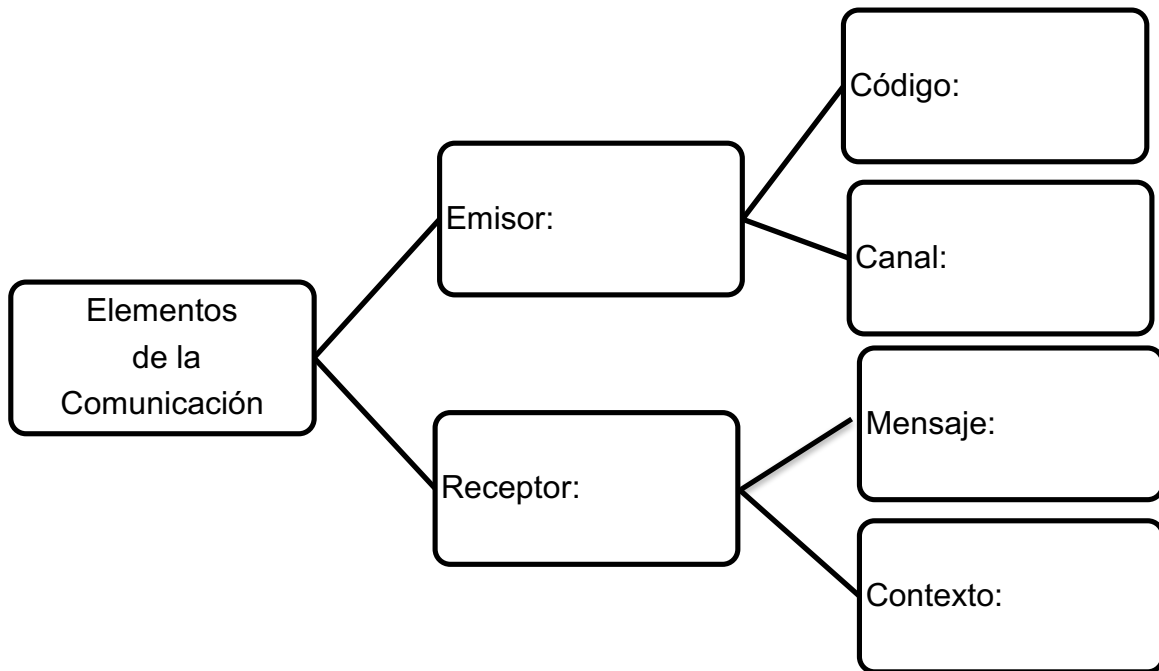 Elementos
de la
Comunicación
Emisor:
Código:
Canal:
Receptor:
Mensaje:
Contexto: